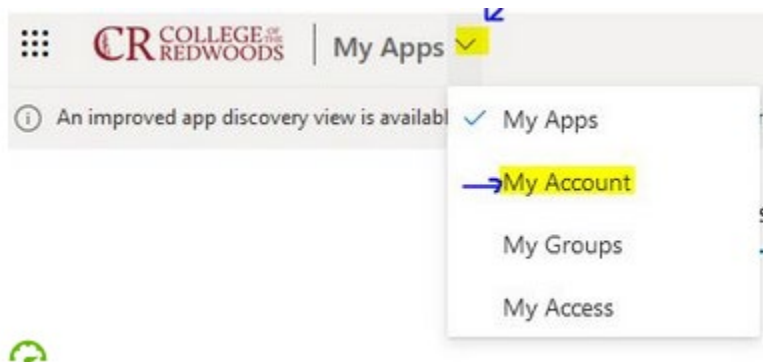 CR COLLEGE OF THE REDWOODS | My Apps
An improved app discovery view is availabl
My Apps
My Account
My Groups
My Access